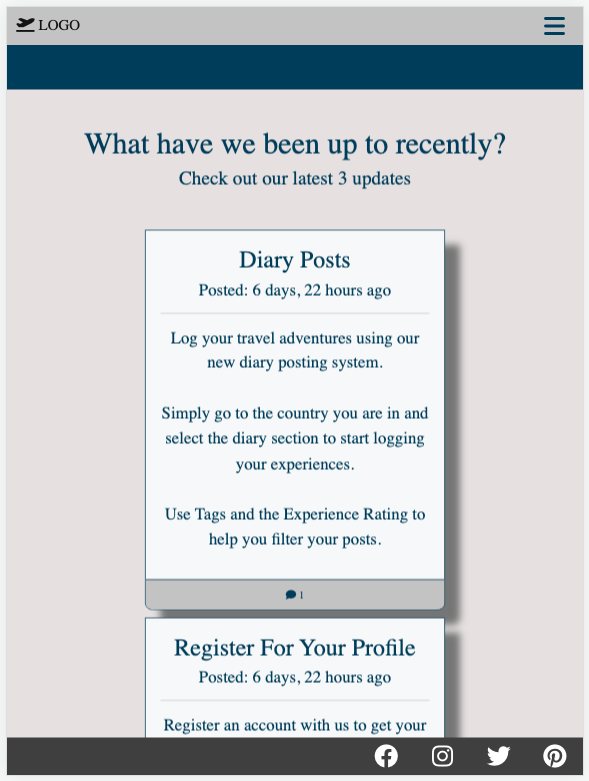 LOGO
What have we been up to recently?
Check out our latest 3 updates
Diary Posts
Posted: 6 days, 22 hours ago
Log your travel adventures using our
new diary posting system.
Simply go to the country you are in and
select the diary section to start logging
your experiences.
Use Tags and the Experience Rating to
help you filter your posts.
1
Register For Your Profile
Posted: 6 days, 22 hours ago
Register an account with us to get your